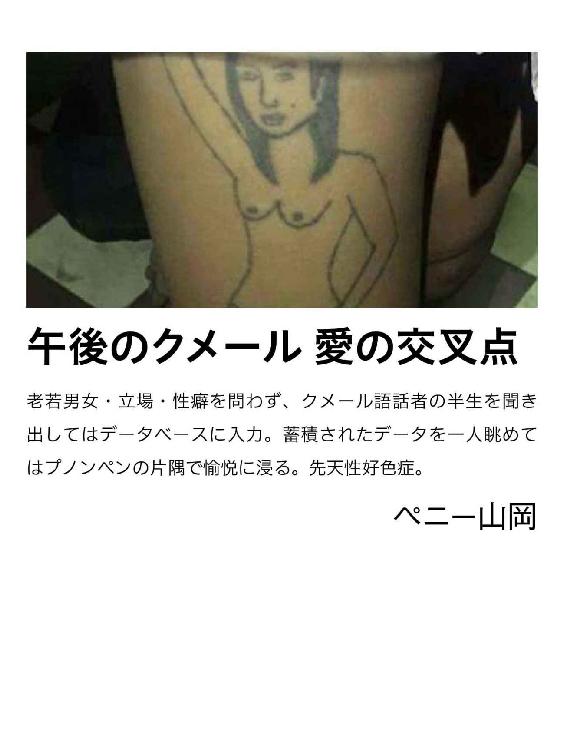 午後のクメール 愛の交叉点
老若男女・立場・性癖を問わず、クメール語話者の半生を聞き
出してはデータベースに入力。蓄積されたデータを一人眺めて
はプノンペンの片隅で愉悦に浸る。先天性好色症。
ペニー山岡